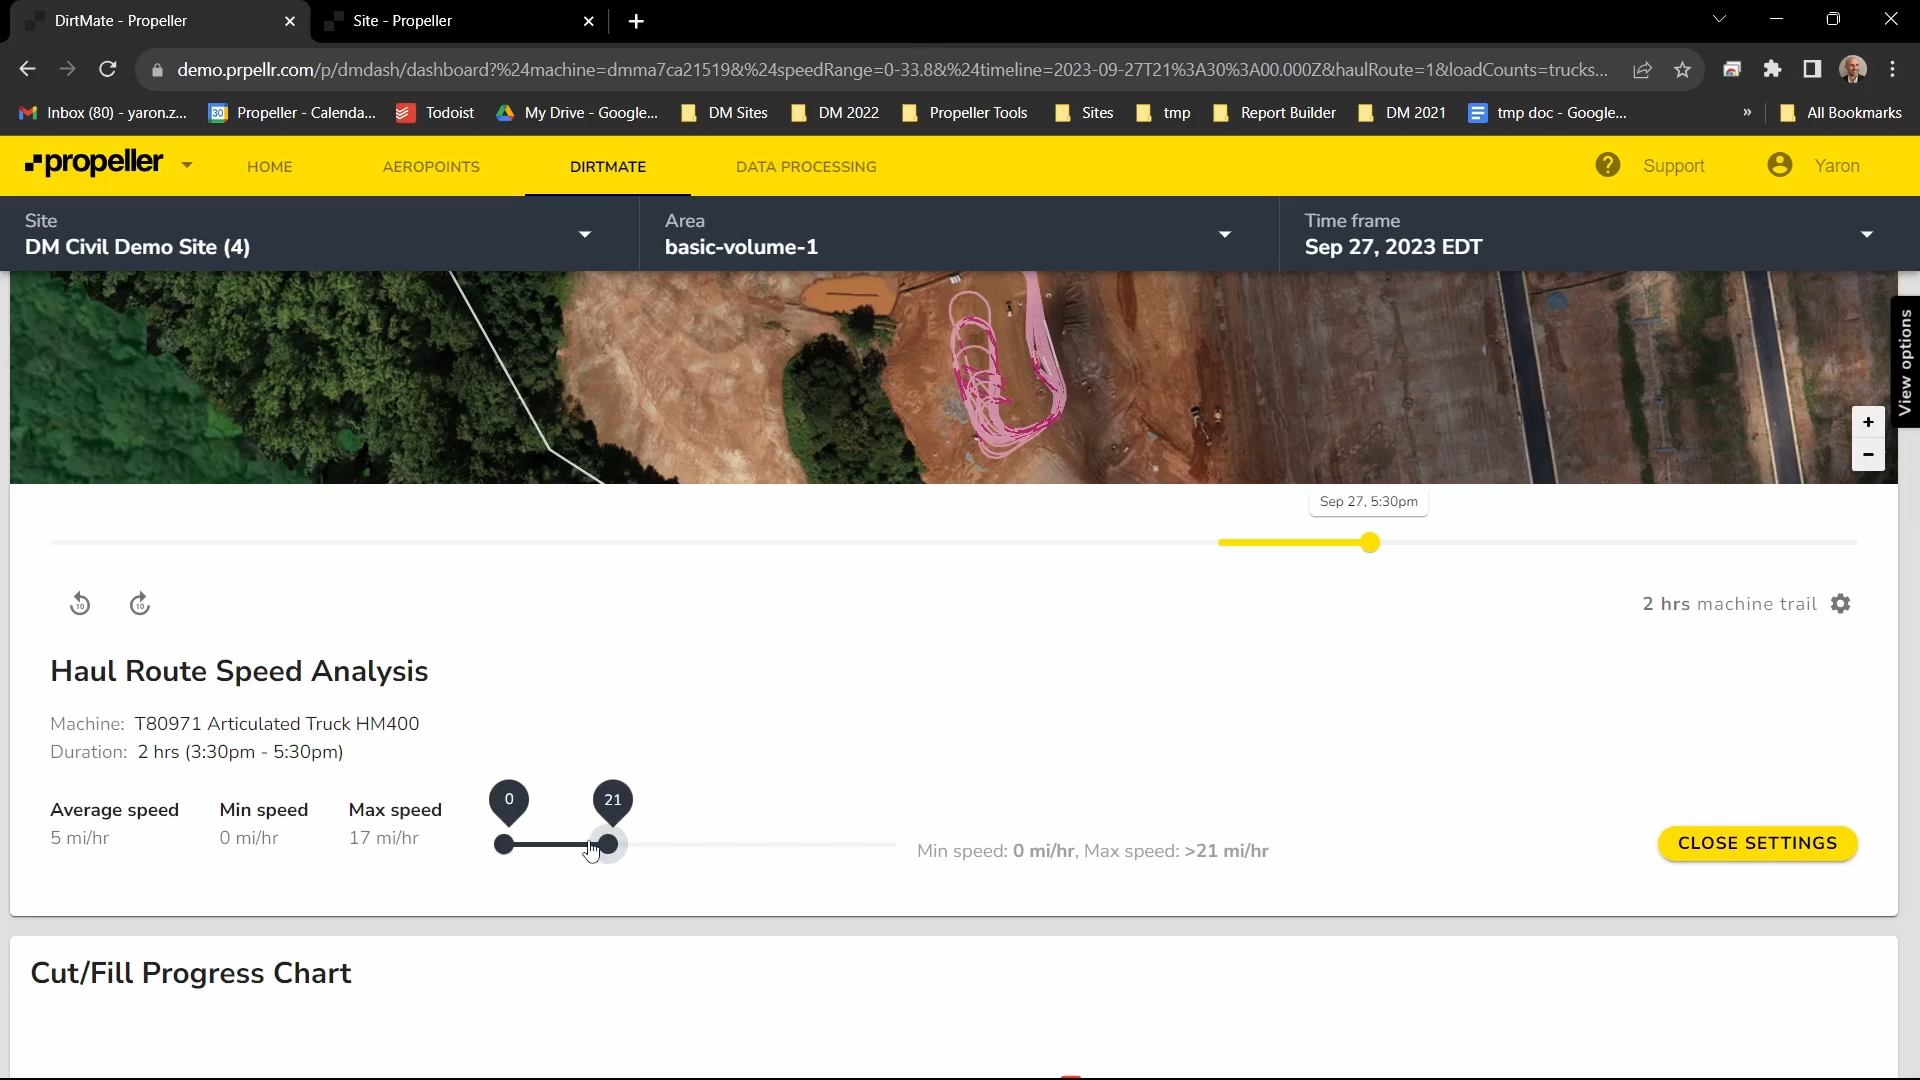 DirtMate - Propeller
Site - Propeller
demo.prpellr.com/p/dmdash/dashboard?%24machine=dmma7ca21519&%24speedRange=0-33.8&%24timeline=2023-09-27T21%3A30%3A00.000Z&haulRoute=1&loadCounts=trucks...
Inbox (80) - yaron.z...
Propeller - Calenda...
Todoist
My Drive - Google...
DM Sites
DM 2022
Propeller Tools
Sites
tmp
Report Builder
DM 2021
tmp doc - Google...
»
All Bookmarks
propeller
HOME
AEROPOINTS
DIRTMATE
DATA PROCESSING
? Support
Yaron
Site
DM Civil Demo Site (4)
Area
basic-volume-1
Time frame
Sep 27, 2023 EDT
View options
+
−
Sep 27, 5:30pm
10
10
2 hrs machine trail
Haul Route Speed Analysis
Machine: T80971 Articulated Truck HM400
Duration: 2 hrs (3:30pm - 5:30pm)
Average speed
5 mi/hr
Min speed
0 mi/hr
Max speed
17 mi/hr
0
21
Min speed: 0 mi/hr, Max speed: >21 mi/hr
CLOSE SETTINGS
Cut/Fill Progress Chart